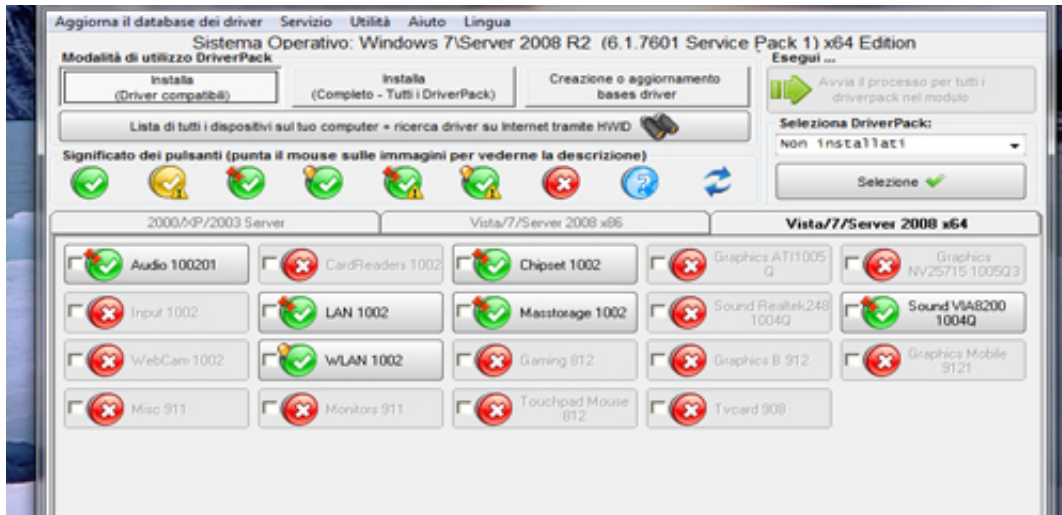 Aggiorna il database dei driver Servizio Utilità Aiuto Lingua
Sistema Operativo: Windows 7\Server 2008 R2 (6.1.7601 Service Pack 1) x64 Edition
Modalità di utilizzo DriverPack
Esegui ...
Installa
(Driver compatibili)
Installa
(Completo - Tutti i DriverPack)
Creazione o aggiornamento
bases driver
Avvia il processo per tutti i
driverpack nel modulo
Lista di tutti i dispositivi sul tuo computer + ricerca driver su Internet tramite HWID
Seleziona DriverPack:
Non installati
Significato dei pulsanti (punta il mouse sulle immagini per vederne la descrizione)
Selezione
2000/XP/2003 Server
Vista/7/Server 2008 x86
Vista/7/Server 2008 x64
Audio 100201
CardReaders 1002
Chipset 1002
Graphics ATI1005
Q
Graphics
NV25715 1005Q3
Input 1002
LAN 1002
Masstorage 1002
Sound Realtek248
1004Q
Sound VIA8200
1004Q
WebCam 1002
WLAN 1002
Gaming 812
Graphics B 912
Graphics Mobile
9121
Misc 911
Monitors 911
Touchpad Mouse
812
Tvcard 908